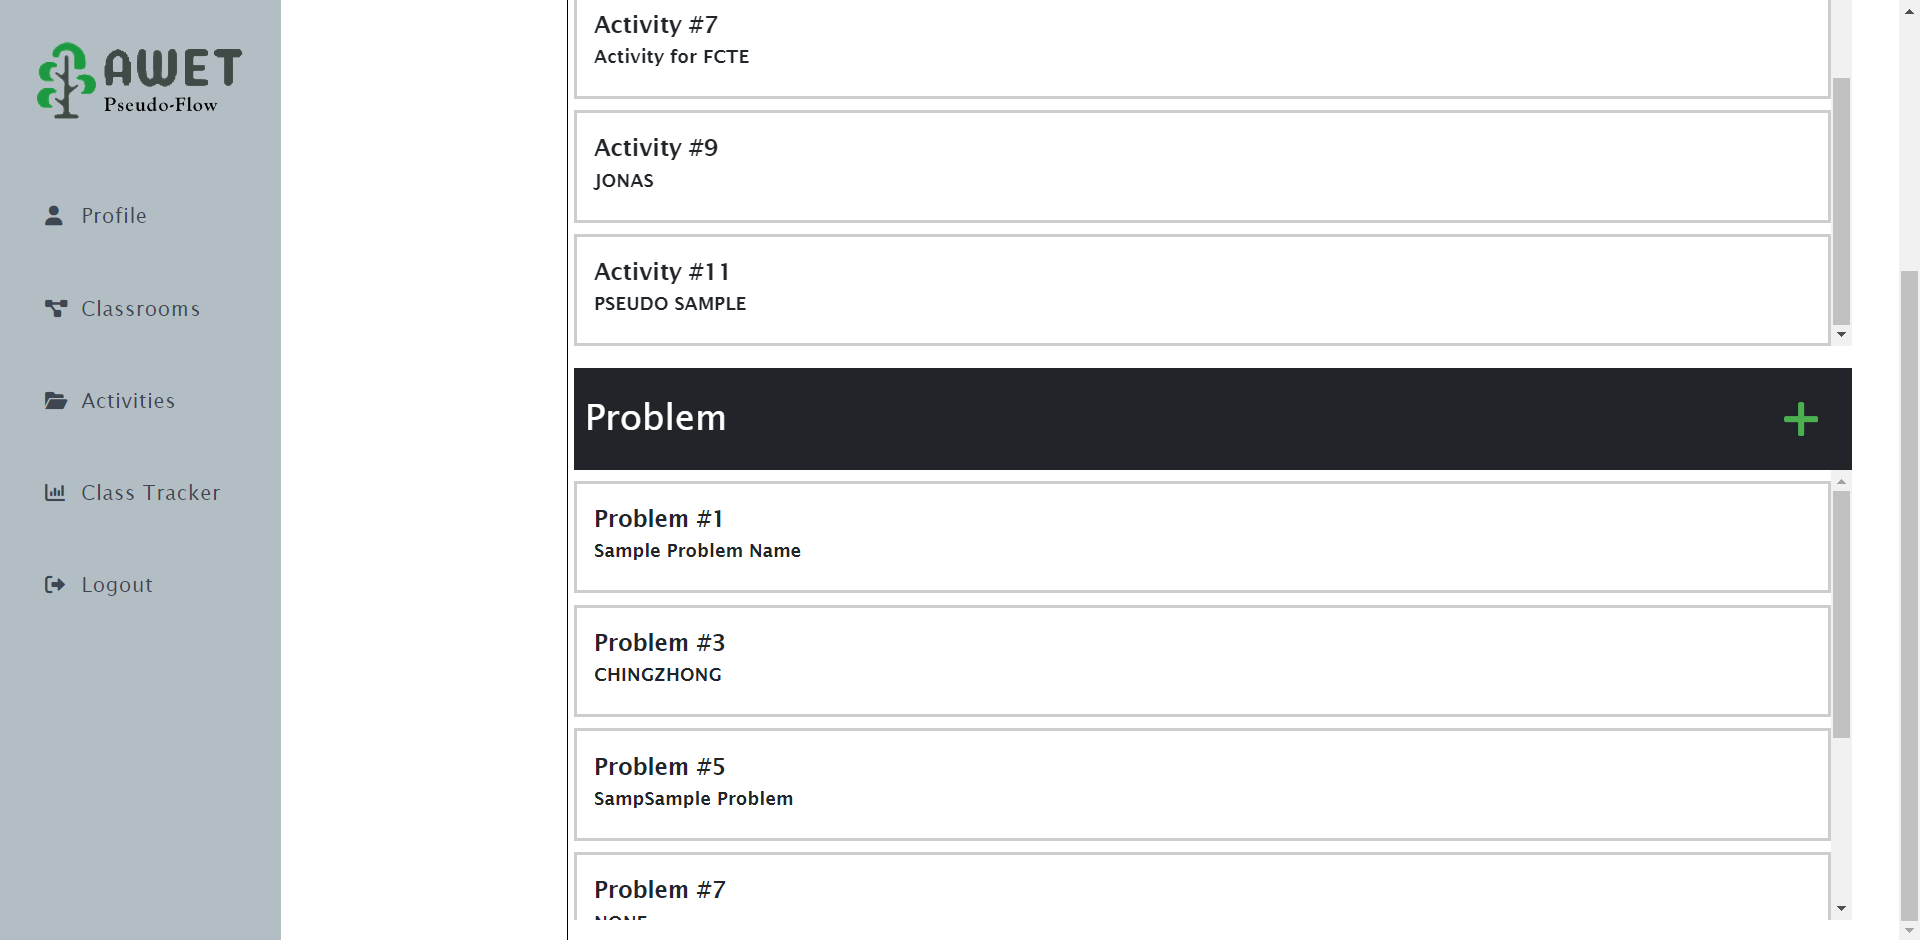 AWET
Pseudo-Flow
Profile
Classrooms
Activities
Class Tracker
Logout
Activity #7
Activity for FCTE
Activity #9
JONAS
Activity #11
PSEUDO SAMPLE
Problem
Problem #1
Sample Problem Name
Problem #3
CHINGZHONG
Problem #5
SampSample Problem
Problem #7
NONE